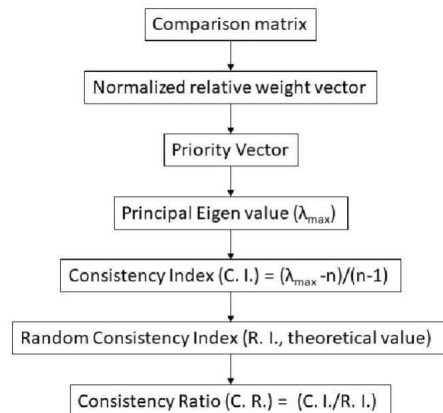 Comparison matrix
Normalized relative weight vector
Priority Vector
Principal Eigen value (λmax)
Consistency Index (C. I.) = (λmax -n)/(n-1)
Random Consistency Index (R. I., theoretical value)
Consistency Ratio (C. R.) = (C. I./R. I.)